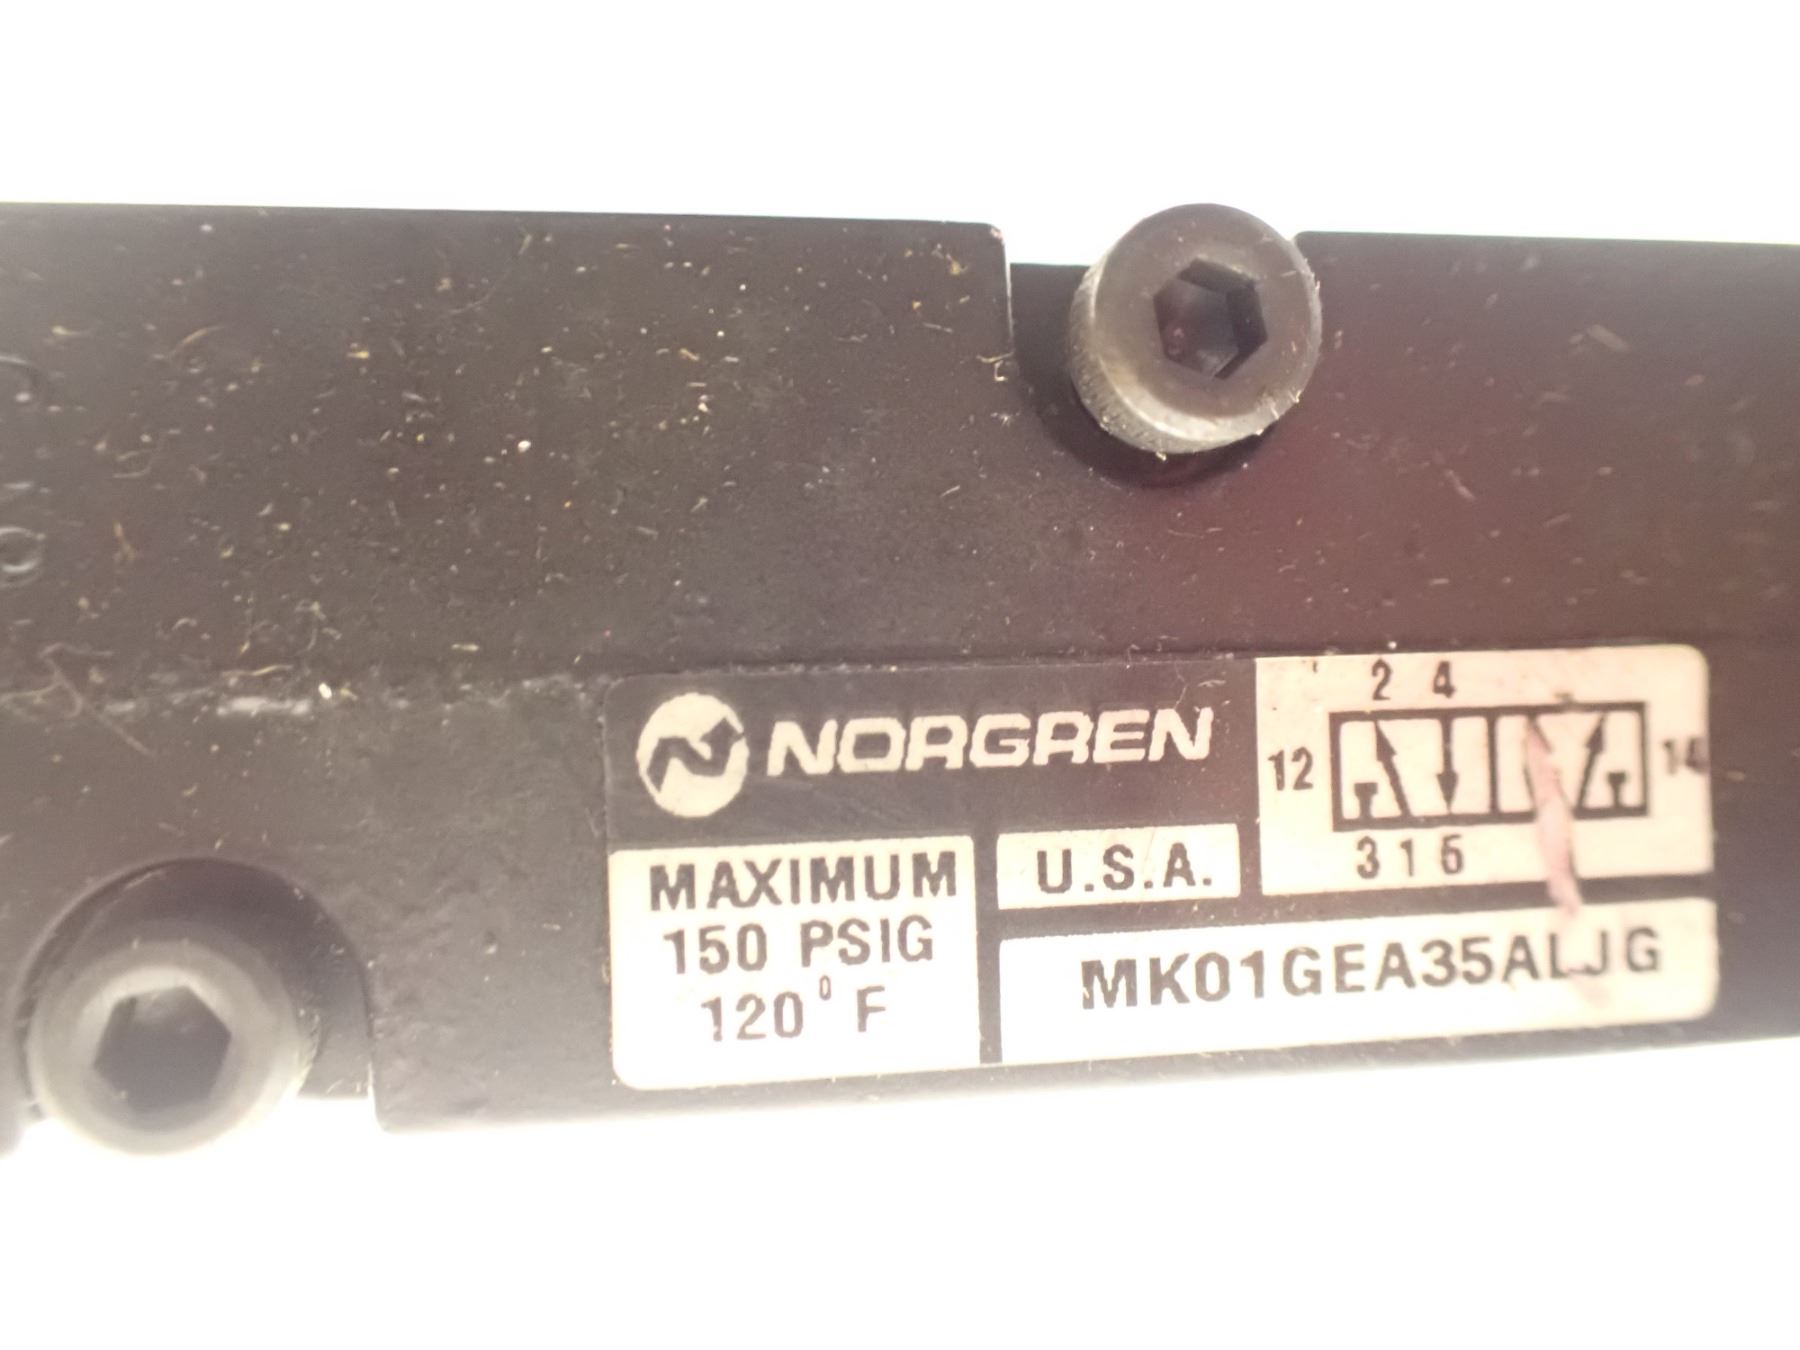 NORGREN
MAXIMUM
150 PSIG
120° F
U.S.A.
2 4
12
14
3 1 5
MK01GEA35ALJG